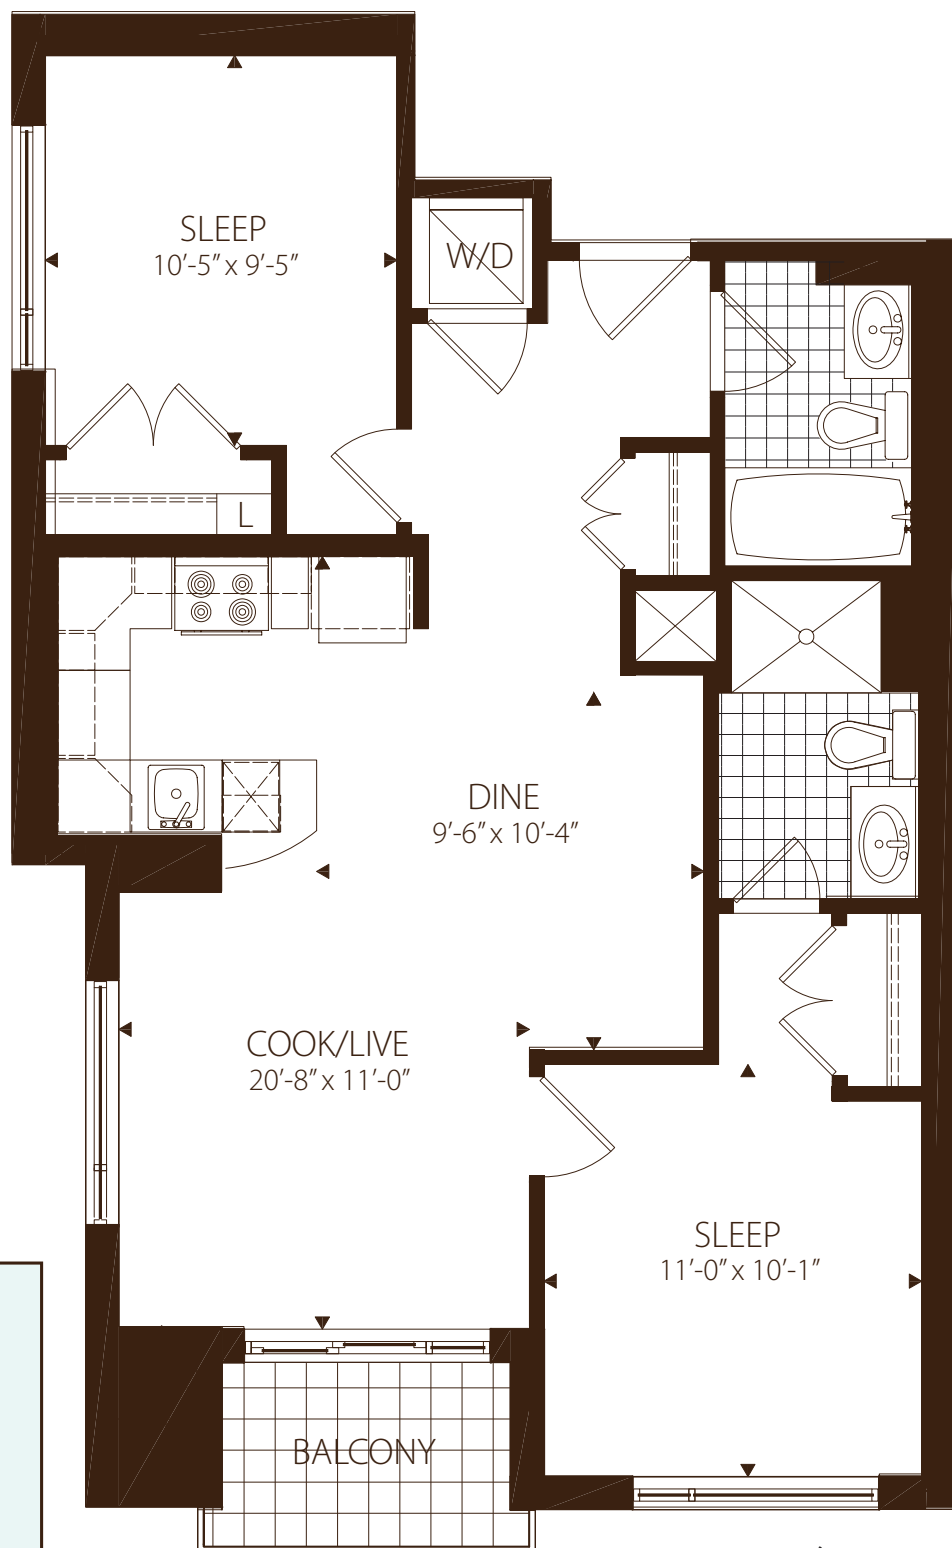 SLEEP
10’-5” x 9’-5”
W/D
L
DINE
9’-6” x 10’-4”
COOK/LIVE
20’-8” x 11’-0”
SLEEP
11’-0” x 10’-1”
BALCONY